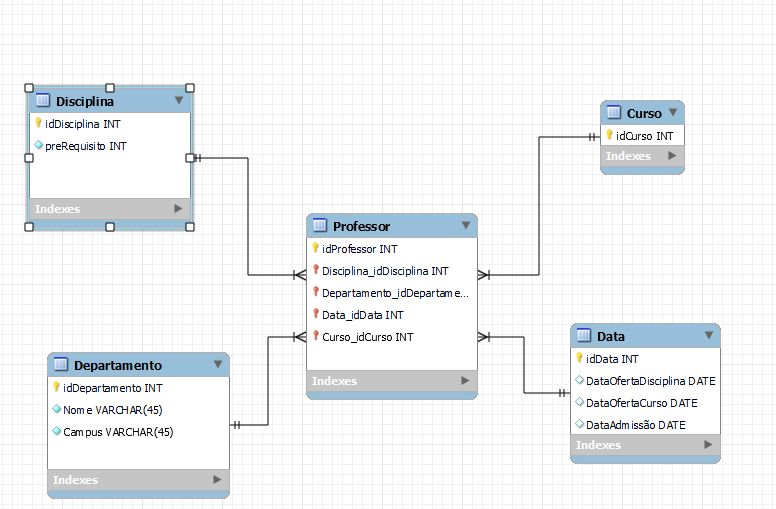 Disciplina
idDisciplina INT
preRequisito INT
Indexes
Curso
idCurso INT
Indexes
Professor
idProfessor INT
Disciplina_idDisciplina INT
Departamento_idDepartame...
Data_idData INT
Curso_idCurso INT
Indexes
Departamento
idDepartamento INT
Nome VARCHAR(45)
Campus VARCHAR(45)
Indexes
Data
idData INT
DataOfertaDisciplina DATE
DataOfertaCurso DATE
DataAdmissão DATE
Indexes